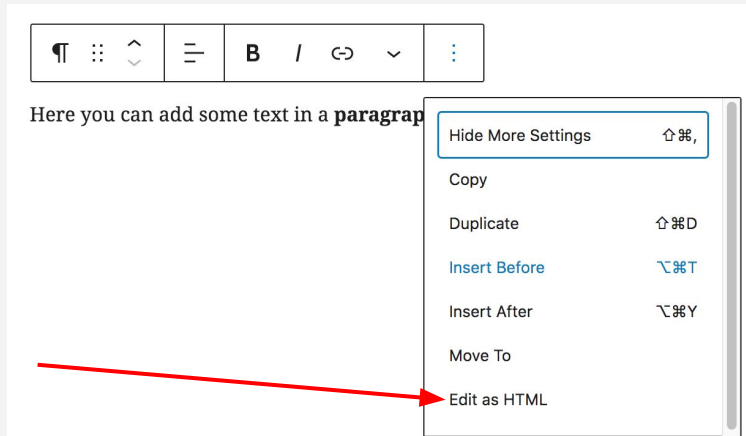 B I
Here you can add some text in a paragrap
Hide More Settings ⇧⌘,
Copy
Duplicate ⇧⌘D
Insert Before ⌥⌘T
Insert After ⌥⌘Y
Move To
Edit as HTML